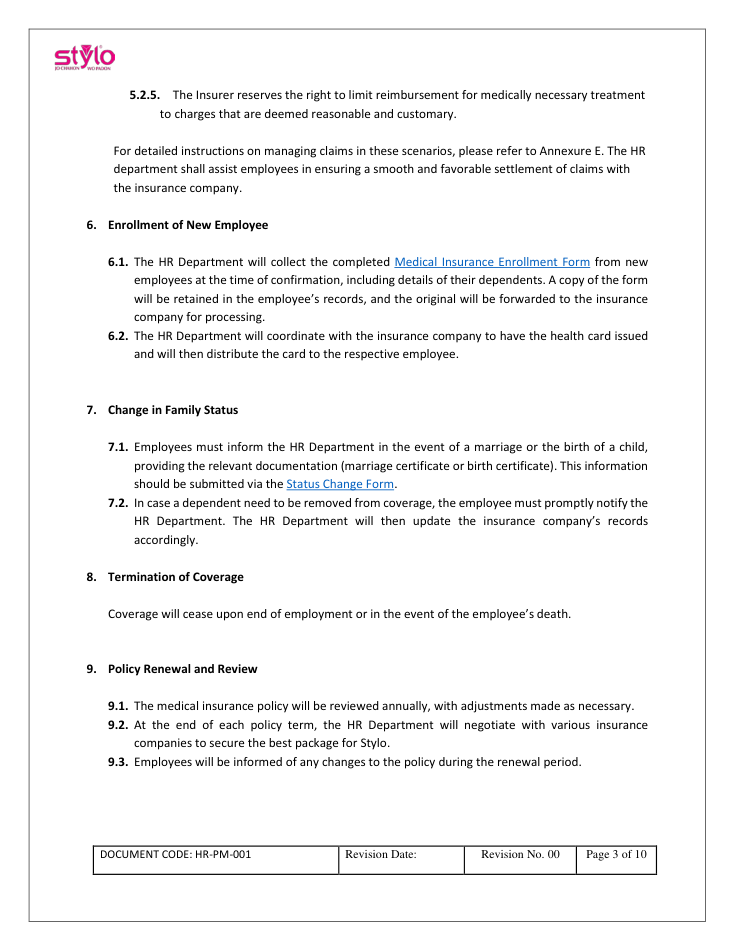 stylo
JO CHAHON WO PAOON
5.2.5. The Insurer reserves the right to limit reimbursement for medically necessary treatment
to charges that are deemed reasonable and customary.
For detailed instructions on managing claims in these scenarios, please refer to Annexure E. The HR
department shall assist employees in ensuring a smooth and favorable settlement of claims with
the insurance company.
6. Enrollment of New Employee
6.1. The HR Department will collect the completed Medical Insurance Enrollment Form from new
employees at the time of confirmation, including details of their dependents. A copy of the form
will be retained in the employee’s records, and the original will be forwarded to the insurance
company for processing.
6.2. The HR Department will coordinate with the insurance company to have the health card issued
and will then distribute the card to the respective employee.
7. Change in Family Status
7.1. Employees must inform the HR Department in the event of a marriage or the birth of a child,
providing the relevant documentation (marriage certificate or birth certificate). This information
should be submitted via the Status Change Form.
7.2. In case a dependent need to be removed from coverage, the employee must promptly notify the
HR Department. The HR Department will then update the insurance company’s records
accordingly.
8. Termination of Coverage
Coverage will cease upon end of employment or in the event of the employee’s death.
9. Policy Renewal and Review
9.1. The medical insurance policy will be reviewed annually, with adjustments made as necessary.
9.2. At the end of each policy term, the HR Department will negotiate with various insurance
companies to secure the best package for Stylo.
9.3. Employees will be informed of any changes to the policy during the renewal period.
DOCUMENT CODE: HR-PM-001 Revision Date: Revision No. 00 Page 3 of 10